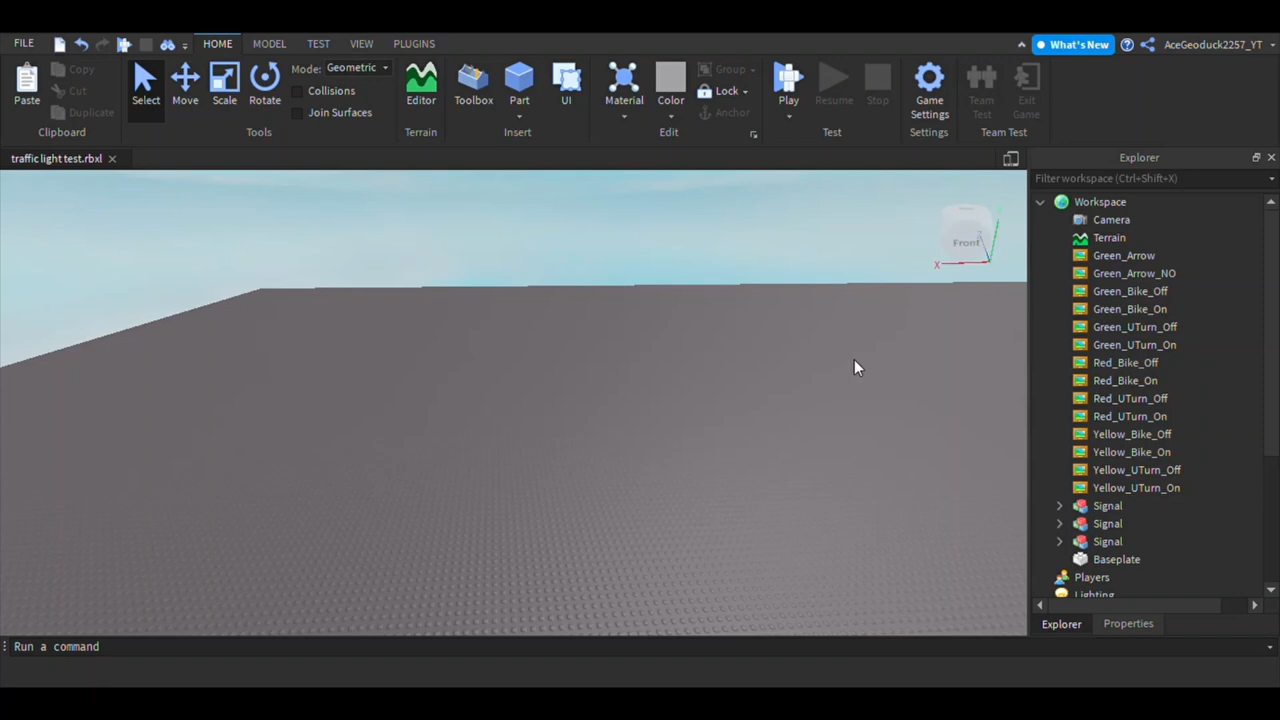 FILE HOME MODEL TEST VIEW PLUGINS What's New AceGeoduck2257_YT
Paste
Copy
Cut
Duplicate
Clipboard
Select Move Scale Rotate
Mode: Geometric
Collisions
Join Surfaces
Tools
Editor
Terrain
Toolbox Part UI
Insert
Material Color
Group
Lock
Anchor
Edit
Play Resume Stop
Test
Game Settings
Settings
Team Test
Exit Game
Team Test
traffic light test.rbxl
Front
X
Z
Explorer
Filter workspace (Ctrl+Shift+X)
Workspace
Camera
Terrain
Green_Arrow
Green_Arrow_NO
Green_Bike_Off
Green_Bike_On
Green_UTurn_Off
Green_UTurn_On
Red_Bike_Off
Red_Bike_On
Red_UTurn_Off
Red_UTurn_On
Yellow_Bike_Off
Yellow_Bike_On
Yellow_UTurn_Off
Yellow_UTurn_On
Signal
Signal
Signal
Baseplate
Players
Lighting
Explorer Properties
Run a command